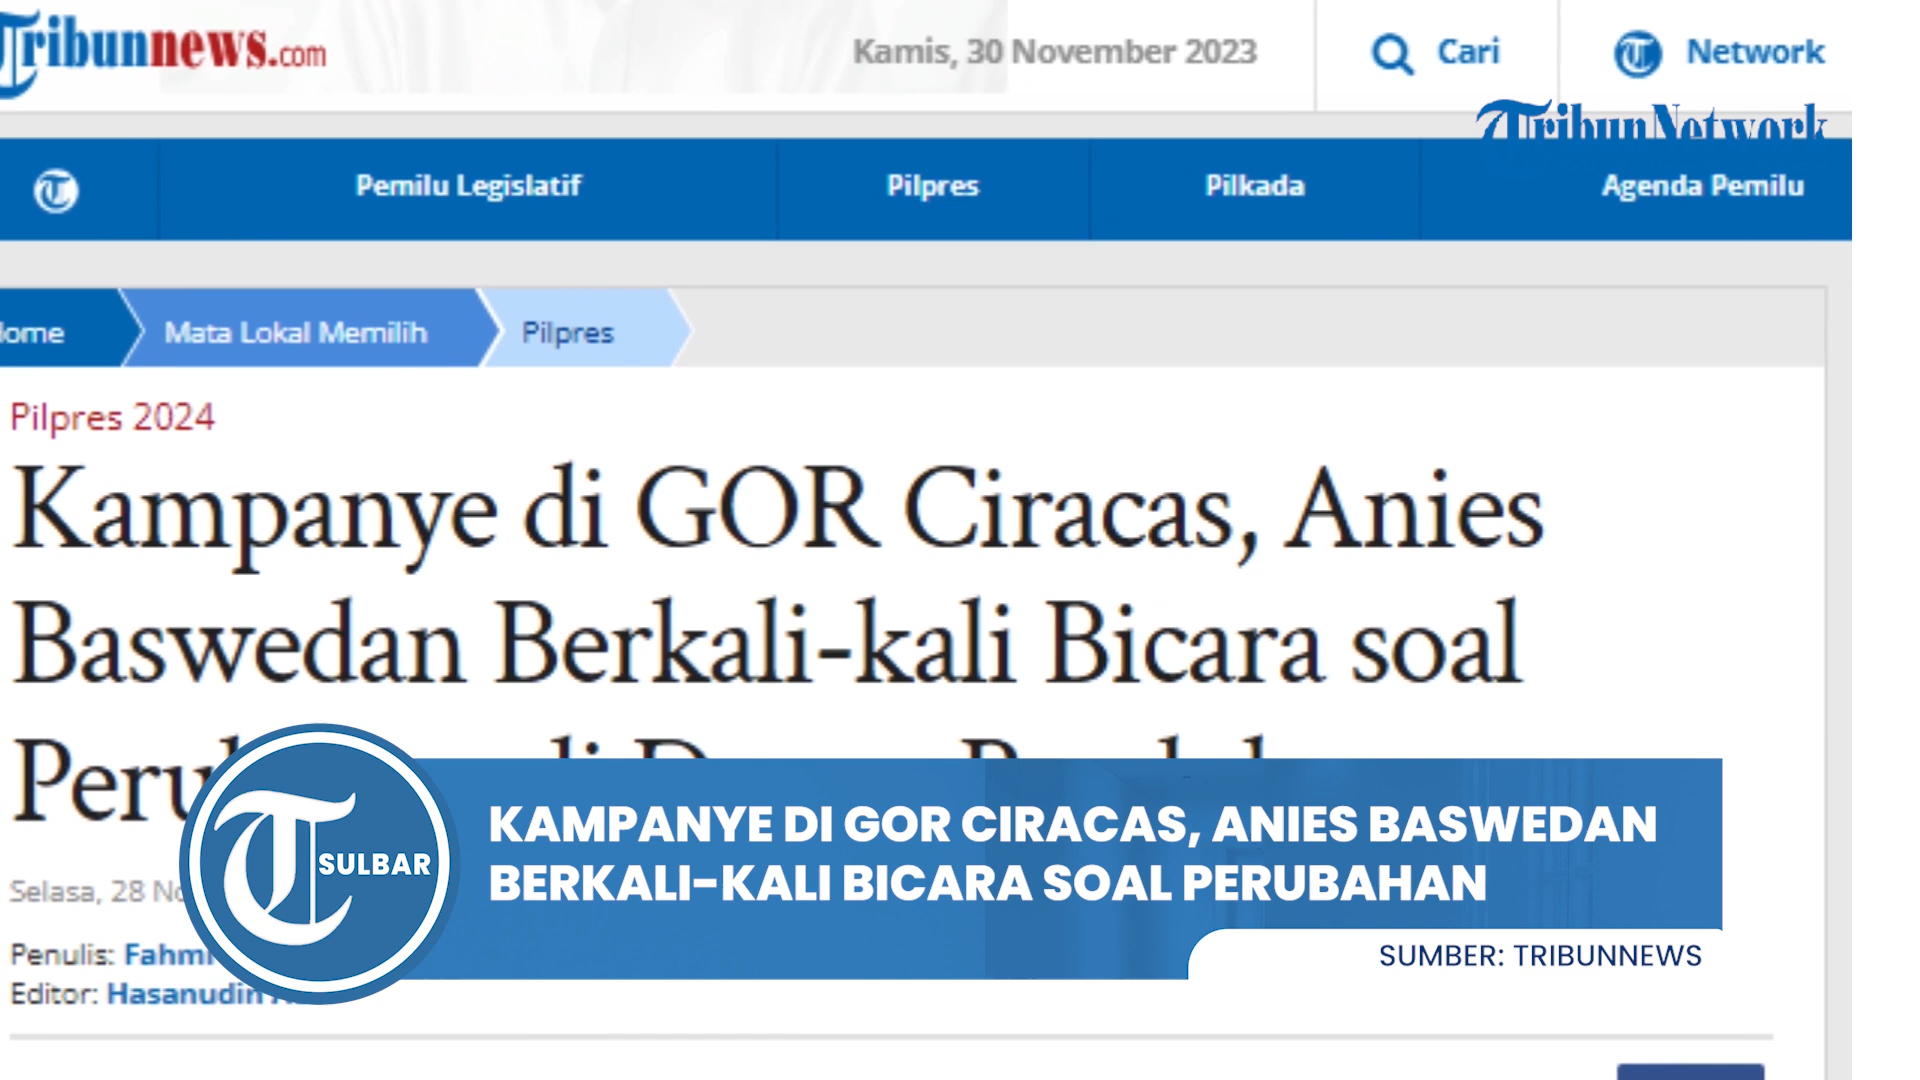 Tribunnews.com
Kamis, 30 November 2023
Cari
Network
TribunNetwork
Pemilu Legislatif
Pilpres
Pilkada
Agenda Pemilu
Mata Lokal Memilih
Pilpres
Pilpres 2024
Kampanye di GOR Ciracas, Anies
Baswedan Berkali-kali Bicara soal
KAMPANYE DI GOR CIRACAS, ANIES BASWEDAN
BERKALI-KALI BICARA SOAL PERUBAHAN
SULBAR
SUMBER: TRIBUNNEWS
Selasa, 28
Penulis: Fahmi
Editor: Hasanudin